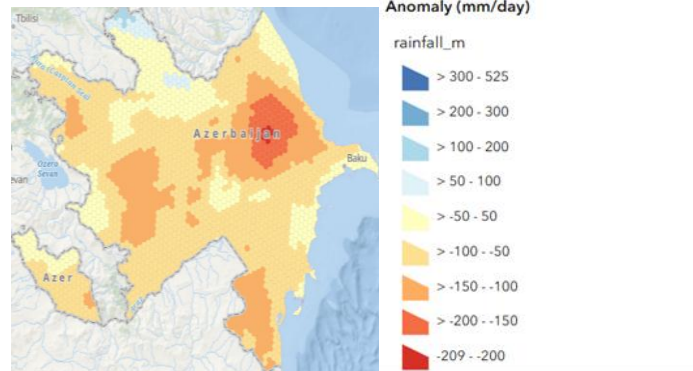 Anomaly (mm/day)
Tbilisi
rainfall_m
> 300 - 525
> 200 - 300
> 100 - 200
> 50 - 100
> -50 - 50
> -100 - -50
> -150 - -100
> -200 - -150
-209 - -200
Azerbaijan
Baku
Ozero
Sevan
Azer